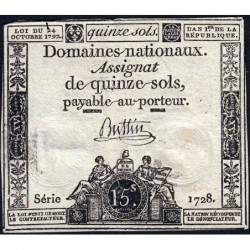 LOI DU 24 OCTOBRE 1792.
quinze sols.
L'AN 1er. DE LA RÉPUBLIQUE.
Domaines nationaux.
Assignat
de quinze sols,
payable au porteur.
Buttin
15s
Série 1728.
LA LOI PUNIT DE MORT LE CONTREFACTEUR.
LA NATION RÉCOMPENSE LE DÉNONCIATEUR.